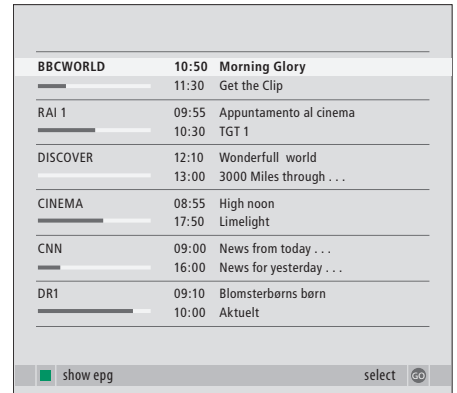 BBCWORLD 10:50 Morning Glory
11:30 Get the Clip
RAI 1 09:55 Appuntamento al cinema
10:30 TGT 1
DISCOVER 12:10 Wonderfull world
13:00 3000 Miles through . . .
CINEMA 08:55 High noon
17:50 Limelight
CNN 09:00 News from today . . .
16:00 News for yesterday . . .
DR1 09:10 Blomsterbørns børn
10:00 Aktuelt
show epg select GO